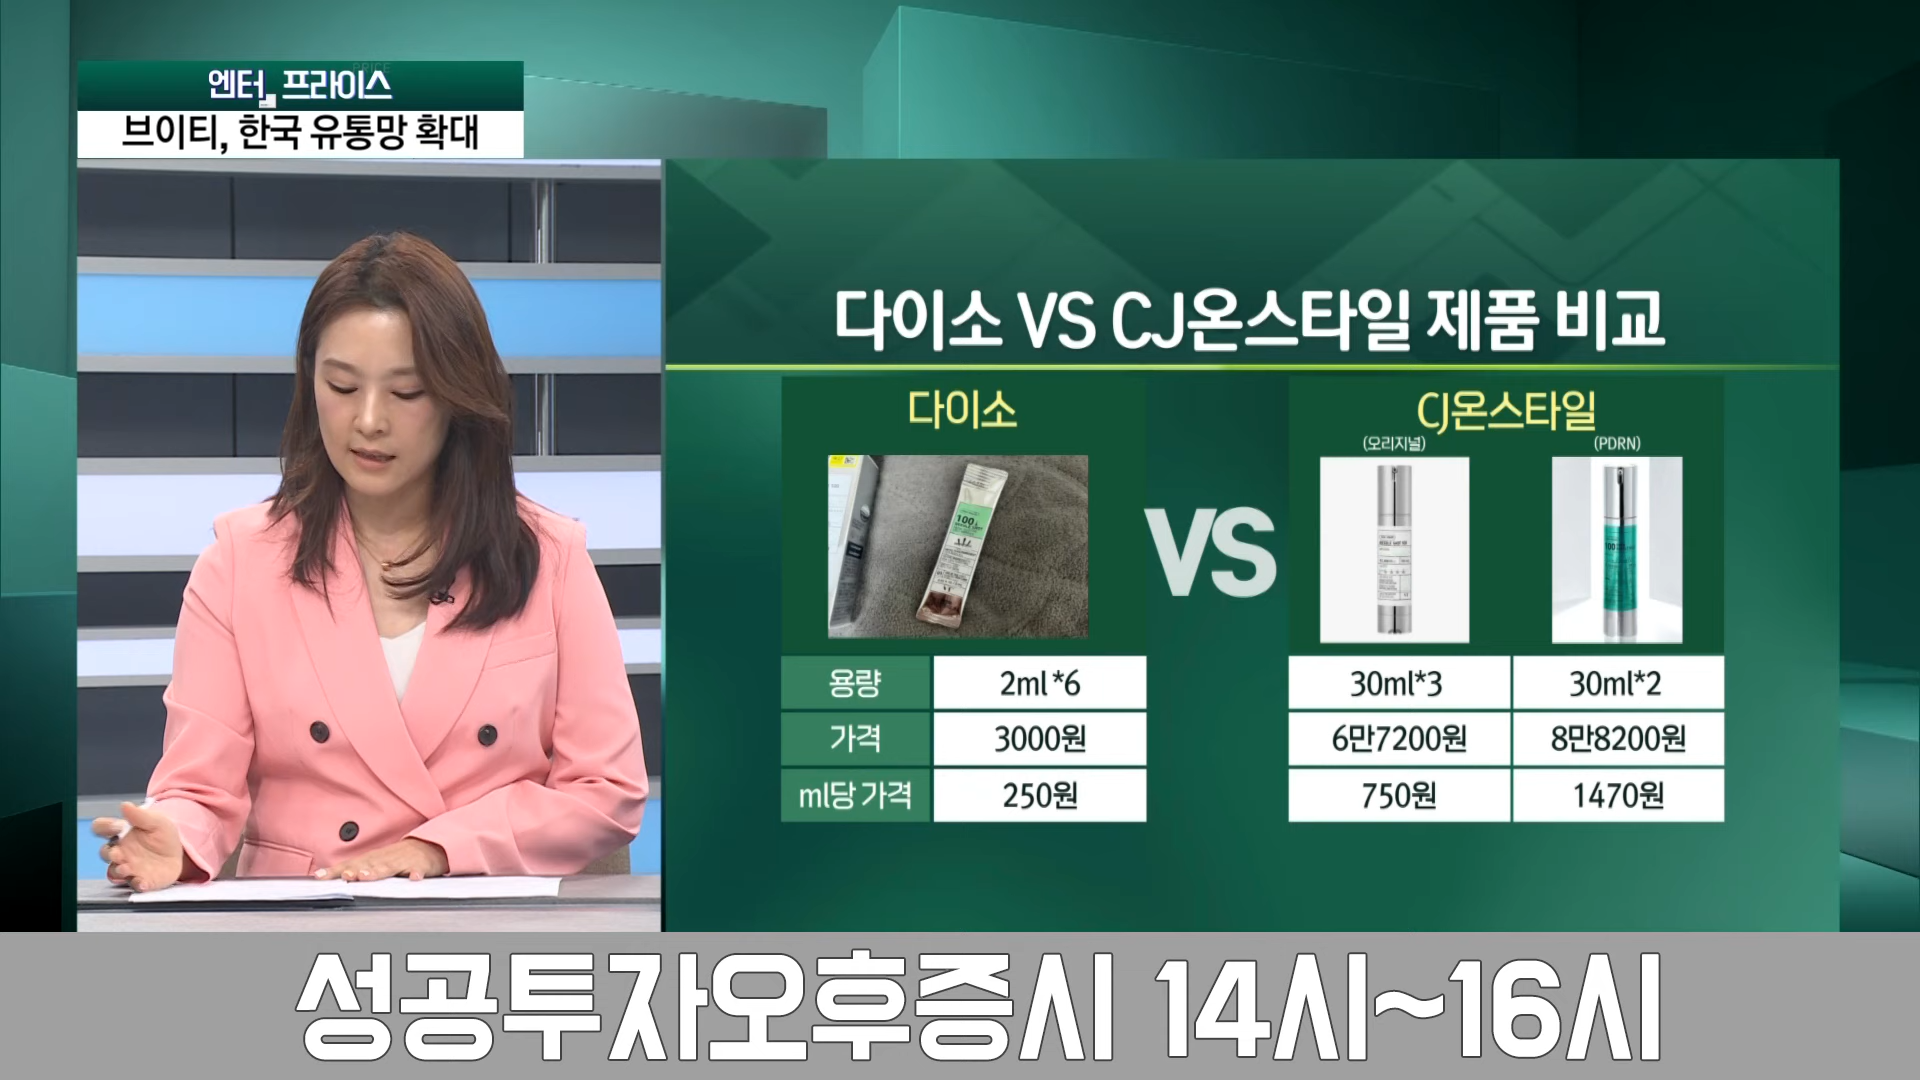 PRICE
엔터, 프라이스
브이티, 한국 유통망 확대
다이소 VS CJ온스타일 제품 비교
다이소
CJ온스타일
(오리지널)
(PDRN)
100
VS
용량
2ml*6
30ml*3
30ml*2
가격
3000원
6만7200원
8만8200원
ml당 가격
250원
750원
1470원
성공투자오후증시 14시~16시